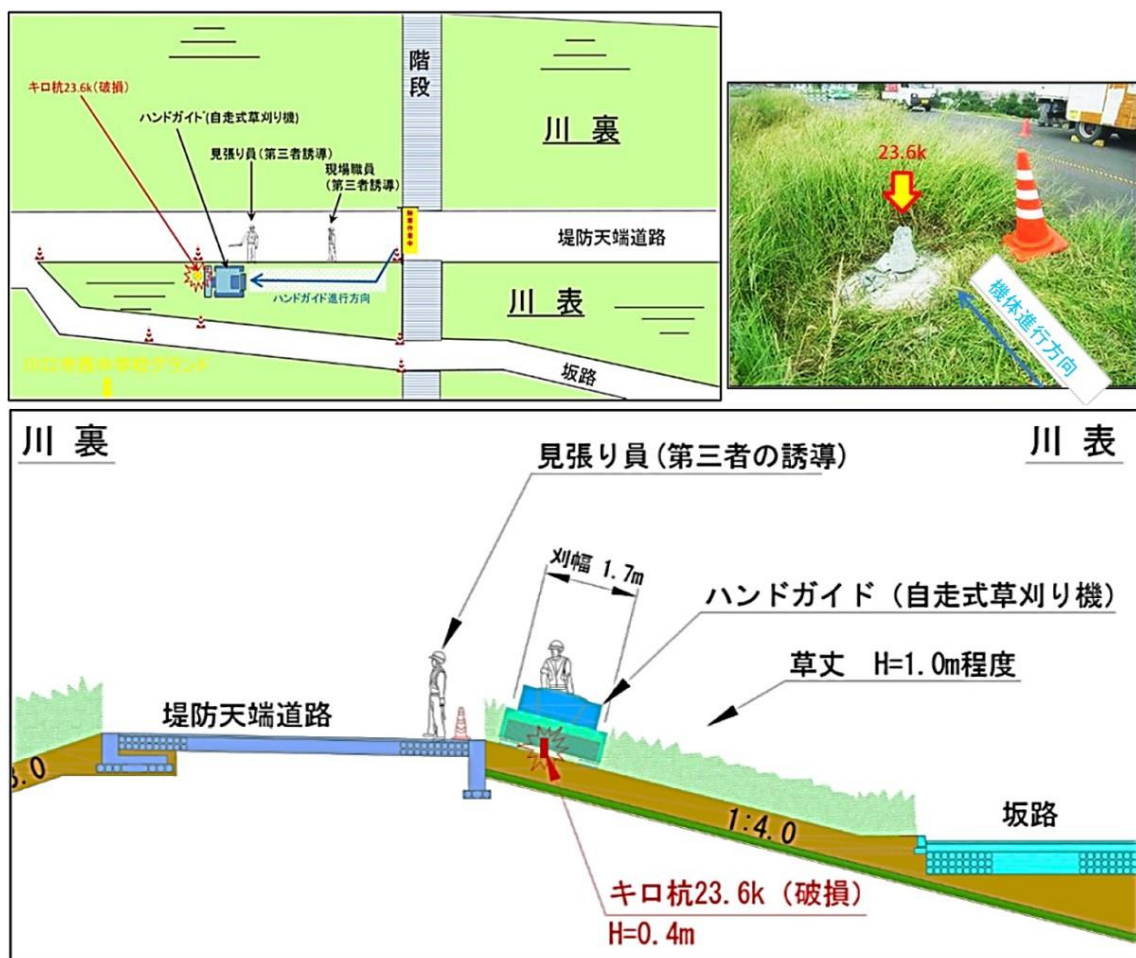 キロ杭23.6k(破損)
ハンドガイド(自走式草刈り機)
見張り員(第三者誘導)
現場職員
(第三者誘導)
階段
川裏
堤防天端道路
ハンドガイド進行方向
川表
坂路
23.6k
機体進行方向
川裏
川表
見張り員(第三者の誘導)
刈幅 1.7m
ハンドガイド(自走式草刈り機)
草丈 H=1.0m程度
堤防天端道路
1:4.0
坂路
キロ杭23.6k(破損)
H=0.4m